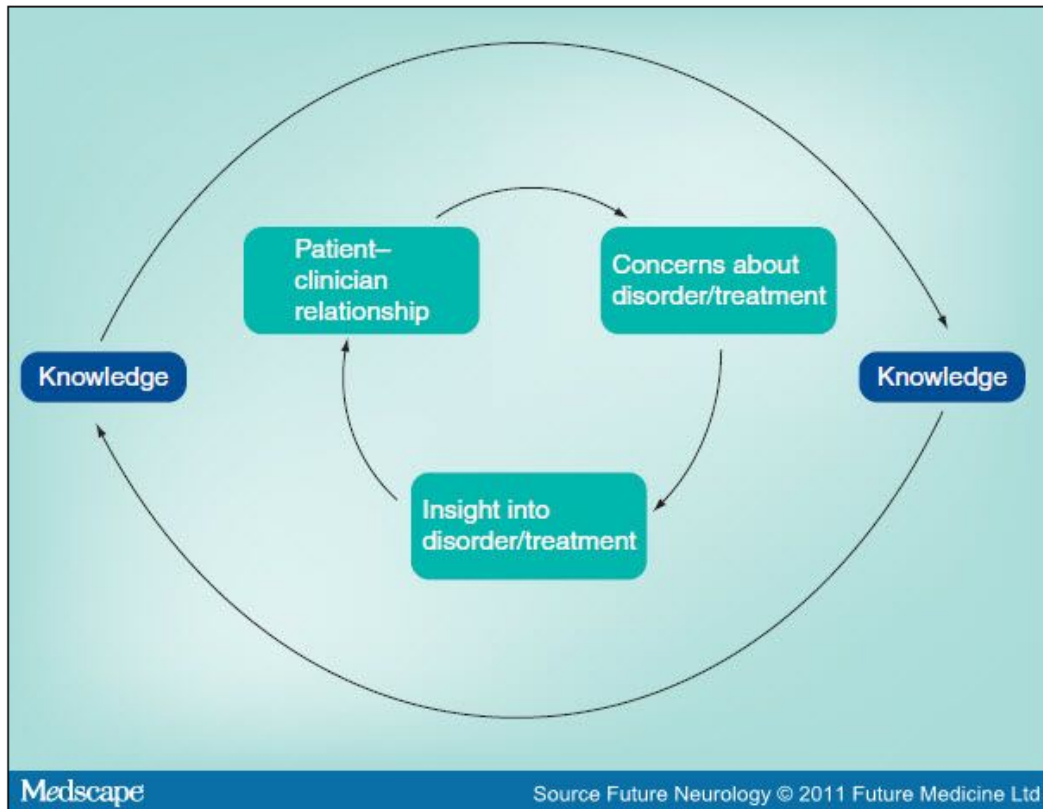 Patient–
clinician
relationship
Concerns about
disorder/treatment
Knowledge
Knowledge
Insight into
disorder/treatment
Medscape
Source Future Neurology © 2011 Future Medicine Ltd